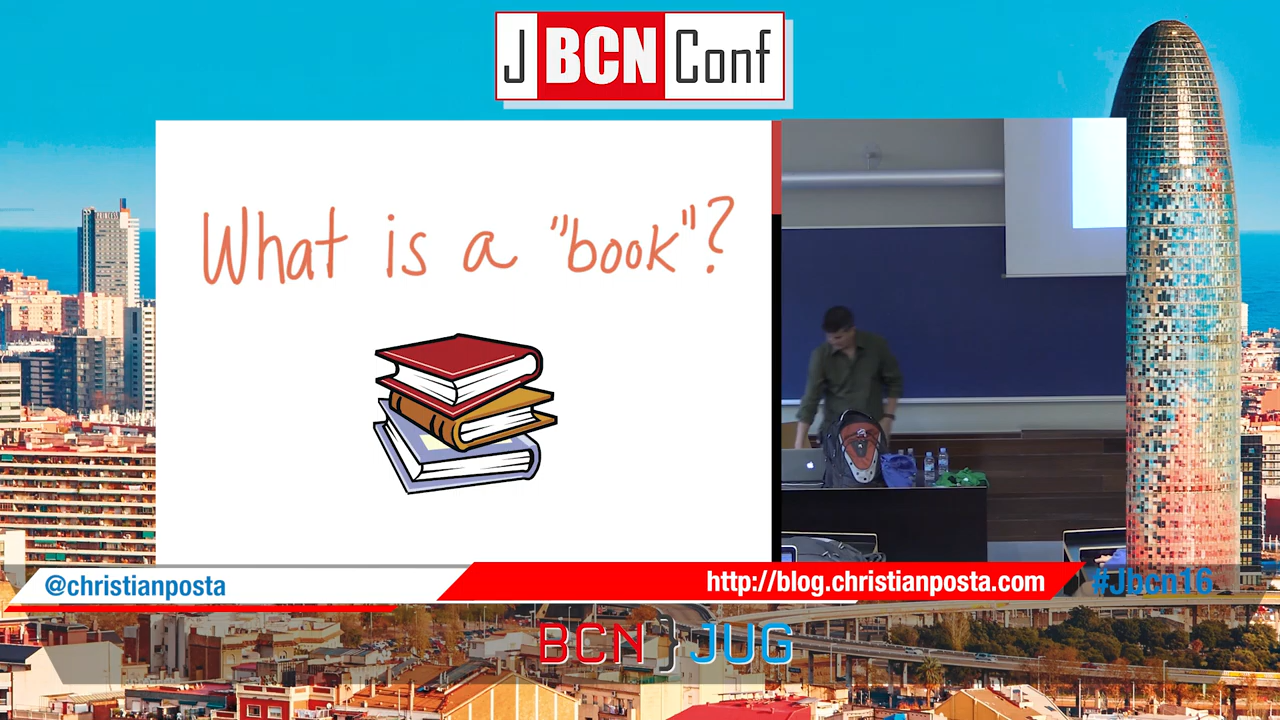 J BCN Conf
What is a "book"?
@christianposta
http://blog.christianposta.com
#Jbcn16
BCN JUG